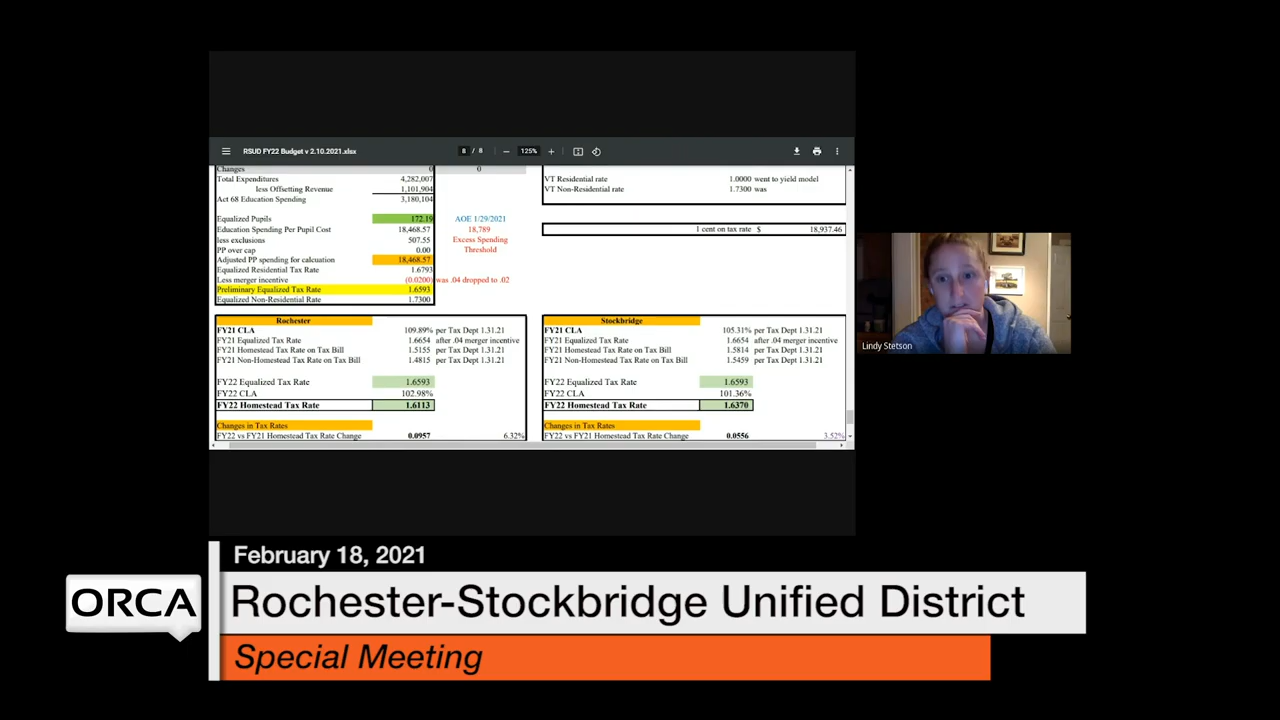 RSUD FY22 Budget v 2.10.2021.xlsx
8 / 8
125%
Changes 0 0
Total Expenditures 4,282,007
less Offsetting Revenue 1,101,904
Act 68 Education Spending 3,180,104
VT Residential rate 1.0000 went to yield model
VT Non-Residential rate 1.7300 was
Equalized Pupils 172.19 AOE 1/29/2021
Education Spending Per Pupil Cost 18,468.57 18,789
less exclusions 507.55 Excess Spending
PP over cap 0.00 Threshold
Adjusted PP spending for calcuation 18,468.57
Equalized Residential Tax Rate 1.6793
Less merger incentive (0.0200) was .04 dropped to .02
Preliminary Equalized Tax Rate 1.6593
Equalized Non-Residential Rate 1.7300
1 cent on tax rate $ 18,937.46
Rochester
FY21 CLA 109.89% per Tax Dept 1.31.21
FY21 Equalized Tax Rate 1.6654 after .04 merger incentive
FY21 Homestead Tax Rate on Tax Bill 1.5155 per Tax Dept 1.31.21
FY21 Non-Homestead Tax Rate on Tax Bill 1.4815 per Tax Dept 1.31.21
FY22 Equalized Tax Rate 1.6593
FY22 CLA 102.98%
FY22 Homestead Tax Rate 1.6113
Changes in Tax Rates
FY22 vs FY21 Homestead Tax Rate Change 0.0957 6.32%
Stockbridge
FY21 CLA 105.31% per Tax Dept 1.31.21
FY21 Equalized Tax Rate 1.6654 after .04 merger incentive
FY21 Homestead Tax Rate on Tax Bill 1.5814 per Tax Dept 1.31.21
FY21 Non-Homestead Tax Rate on Tax Bill 1.5459 per Tax Dept 1.31.21
FY22 Equalized Tax Rate 1.6593
FY22 CLA 101.36%
FY22 Homestead Tax Rate 1.6370
Changes in Tax Rates
FY22 vs FY21 Homestead Tax Rate Change 0.0556 3.52%
Lindy Stetson
February 18, 2021
ORCA
Rochester-Stockbridge Unified District
Special Meeting